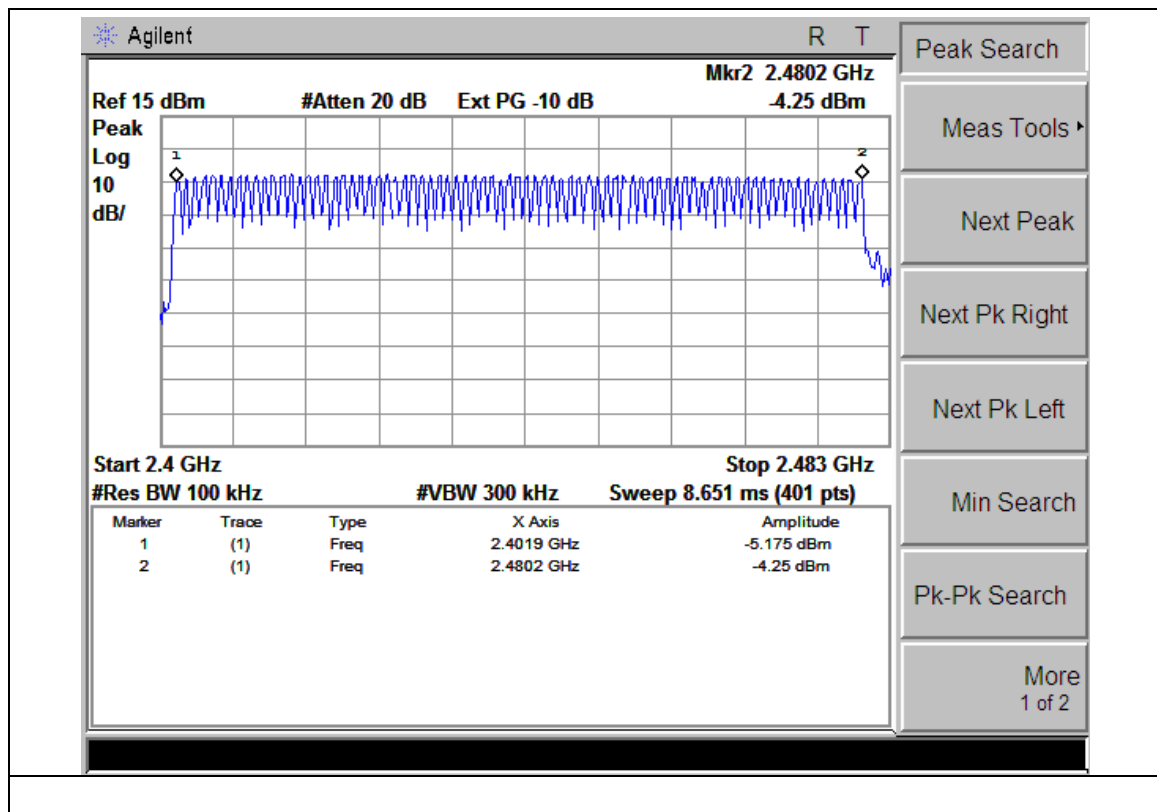 Agilent R T
Mkr2 2.4802 GHz
Ref 15 dBm #Atten 20 dB Ext PG -10 dB -4.25 dBm
Peak
Log
10
dB/
1
2
Start 2.4 GHz Stop 2.483 GHz
#Res BW 100 kHz #VBW 300 kHz Sweep 8.651 ms (401 pts)
Marker Trace Type X Axis Amplitude
1 (1) Freq 2.4019 GHz -5.175 dBm
2 (1) Freq 2.4802 GHz -4.25 dBm
Peak Search
Meas Tools
Next Peak
Next Pk Right
Next Pk Left
Min Search
Pk-Pk Search
More
1 of 2